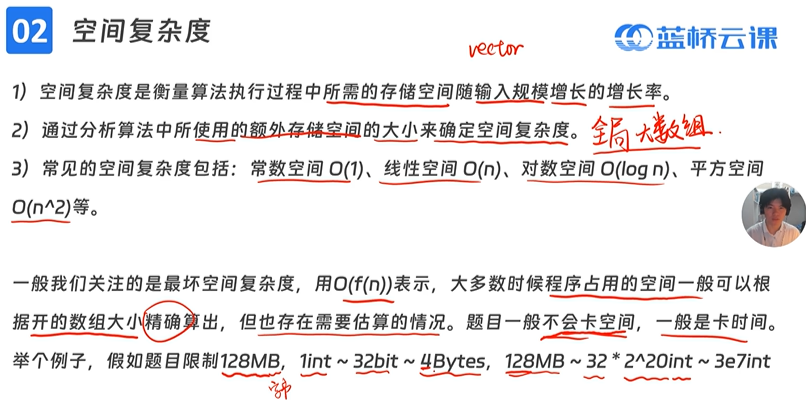 02 空间复杂度
蓝桥云课
vector
1）空间复杂度是衡量算法执行过程中所需的存储空间随输入规模增长的增长率。
2）通过分析算法中所使用的额外存储空间的大小来确定空间复杂度。
全局大数组.
3）常见的空间复杂度包括：常数空间 O(1)、线性空间 O(n)、对数空间 O(log n)、平方空间
O(n^2)等。
一般我们关注的是最坏空间复杂度，用O(f(n))表示，大多数时候程序占用的空间一般可以根
据开的数组大小精确算出，但也存在需要估算的情况。题目一般不会卡空间，一般是卡时间。
举个例子，假如题目限制128MB，1int ~ 32bit ~ 4Bytes，128MB ~ 32 * 2^20int ~ 3e7int